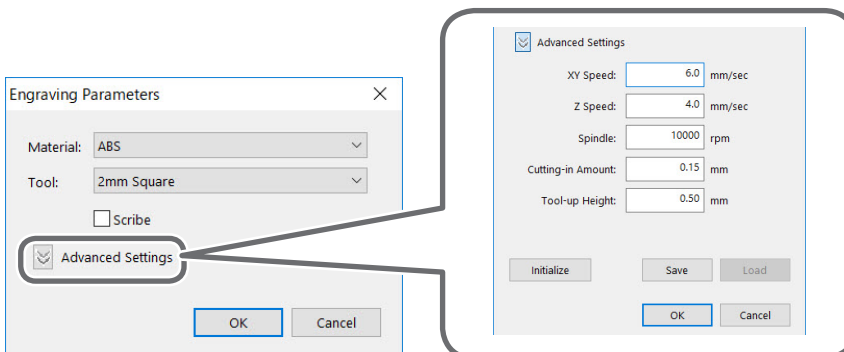 Engraving Parameters
Material: ABS
Tool: 2mm Square
Scribe
Advanced Settings
OK Cancel
Advanced Settings
XY Speed: 6.0 mm/sec
Z Speed: 4.0 mm/sec
Spindle: 10000 rpm
Cutting-in Amount: 0.15 mm
Tool-up Height: 0.50 mm
Initialize Save Load
OK Cancel